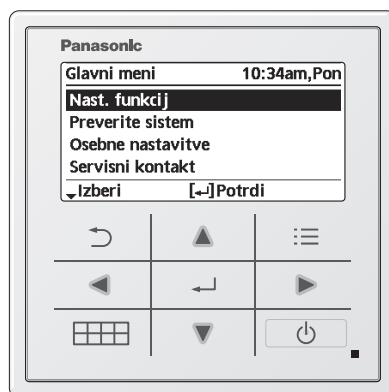 Panasonic
Glavni meni 10:34am,Pon
Nast. funkcij
Preverite sistem
Osebne nastavitve
Servisni kontakt
Izberi [↵]Potrdi